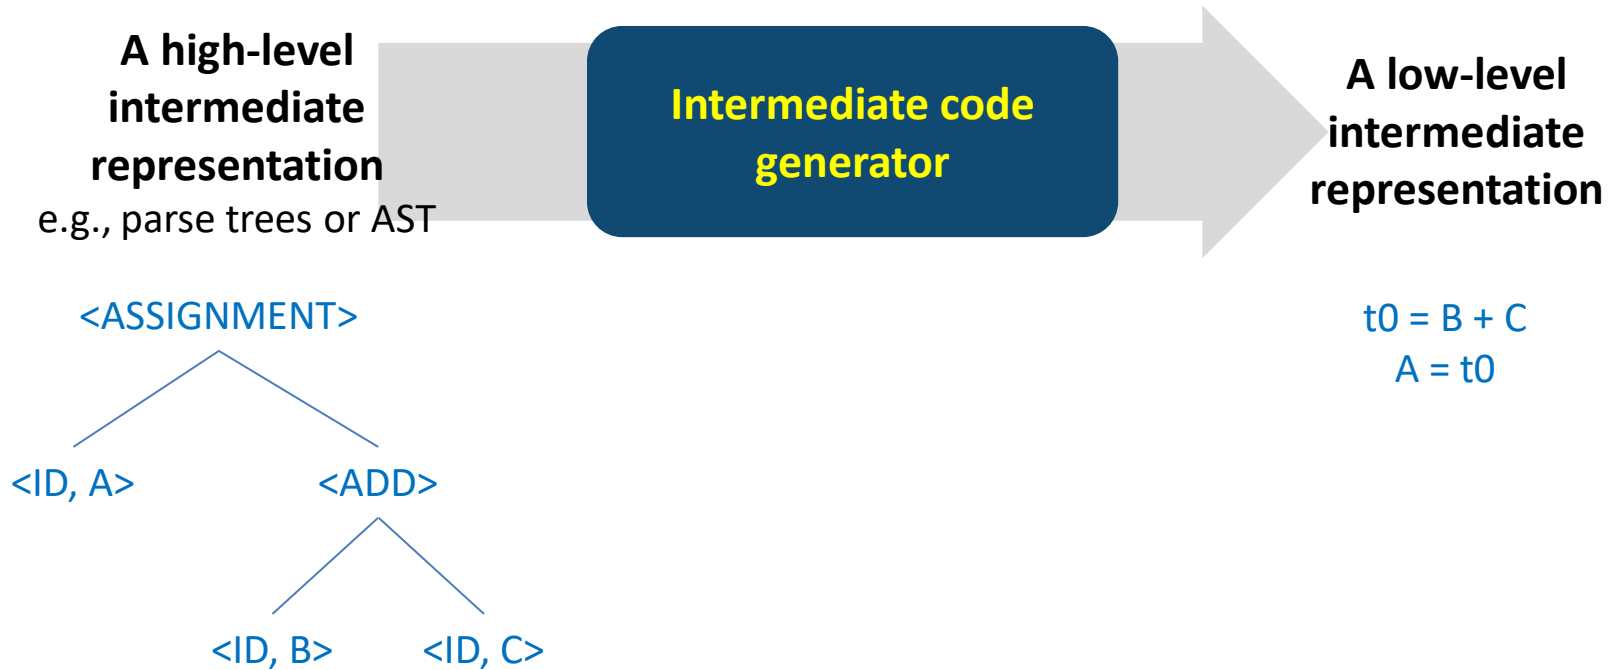 A high-level
intermediate
representation
e.g., parse trees or AST
Intermediate code
generator
A low-level
intermediate
representation
<ASSIGNMENT>
<ID, A>
<ADD>
<ID, B>
<ID, C>
t0 = B + C
A = t0